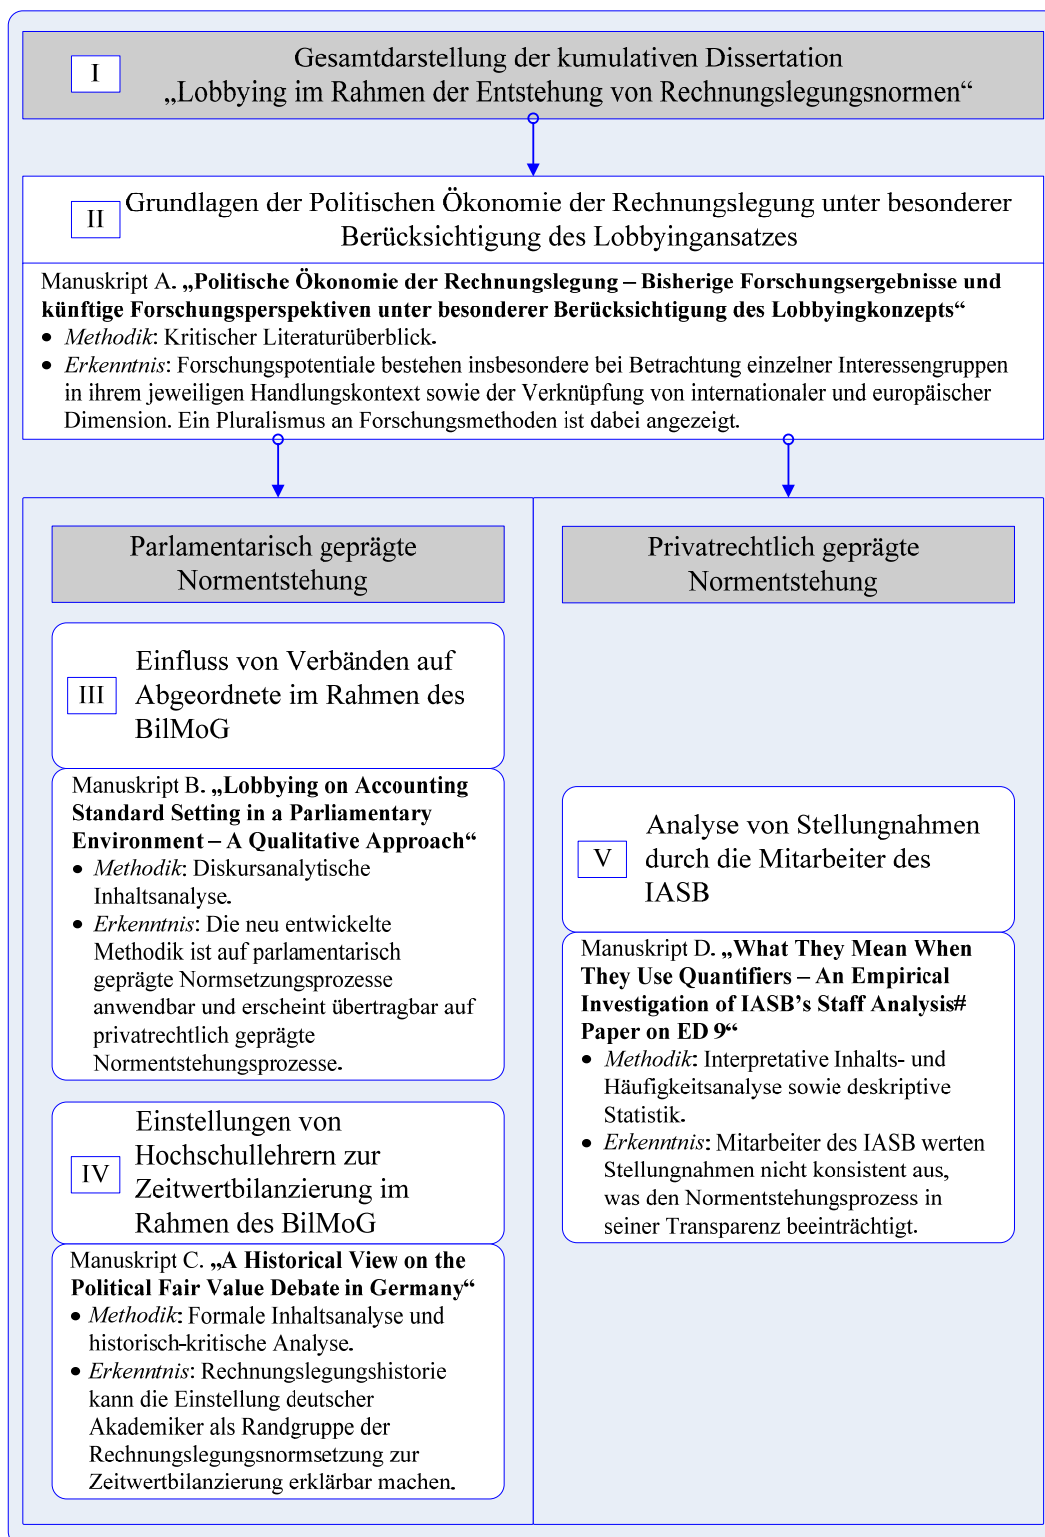 I
Gesamtdarstellung der kumulativen Dissertation
„Lobbying im Rahmen der Entstehung von Rechnungslegungsnormen“
II
Grundlagen der Politischen Ökonomie der Rechnungslegung unter besonderer
Berücksichtigung des Lobbyingansatzes
Manuskript A. „Politische Ökonomie der Rechnungslegung – Bisherige Forschungsergebnisse und
künftige Forschungsperspektiven unter besonderer Berücksichtigung des Lobbyingkonzepts“
• Methodik: Kritischer Literaturüberblick.
• Erkenntnis: Forschungspotentiale bestehen insbesondere bei Betrachtung einzelner Interessengruppen
in ihrem jeweiligen Handlungskontext sowie der Verknüpfung von internationaler und europäischer
Dimension. Ein Pluralismus an Forschungsmethoden ist dabei angezeigt.
Parlamentarisch geprägte
Normentstehung
III
Einfluss von Verbänden auf
Abgeordnete im Rahmen des
BilMoG
Manuskript B. „Lobbying on Accounting
Standard Setting in a Parliamentary
Environment – A Qualitative Approach“
• Methodik: Diskursanalytische
Inhaltsanalyse.
• Erkenntnis: Die neu entwickelte
Methodik ist auf parlamentarisch
geprägte Normsetzungsprozesse
anwendbar und erscheint übertragbar auf
privatrechtlich geprägte
Normentstehungsprozesse.
IV
Einstellungen von
Hochschullehrern zur
Zeitwertbilanzierung im
Rahmen des BilMoG
Manuskript C. „A Historical View on the
Political Fair Value Debate in Germany“
• Methodik: Formale Inhaltsanalyse und
historisch-kritische Analyse.
• Erkenntnis: Rechnungslegungshistorie
kann die Einstellung deutscher
Akademiker als Randgruppe der
Rechnungslegungsnormsetzung zur
Zeitwertbilanzierung erklärbar machen.
Privatrechtlich geprägte
Normentstehung
V
Analyse von Stellungnahmen
durch die Mitarbeiter des
IASB
Manuskript D. „What They Mean When
They Use Quantifiers – An Empirical
Investigation of IASB’s Staff Analysis#
Paper on ED 9“
• Methodik: Interpretative Inhalts- und
Häufigkeitsanalyse sowie deskriptive
Statistik.
• Erkenntnis: Mitarbeiter des IASB werten
Stellungnahmen nicht konsistent aus,
was den Normentstehungsprozess in
seiner Transparenz beeinträchtigt.